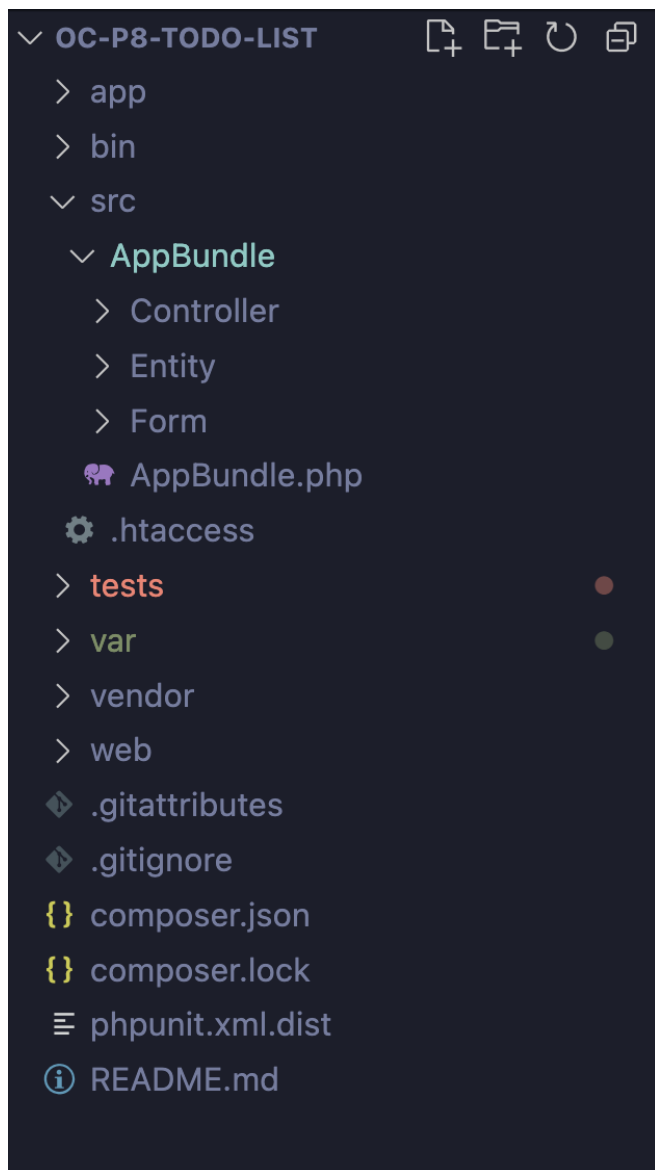 OC-P8-TODO-LIST
app
bin
src
AppBundle
Controller
Entity
Form
AppBundle.php
.htaccess
tests
var
vendor
web
.gitattributes
.gitignore
composer.json
composer.lock
phpunit.xml.dist
README.md